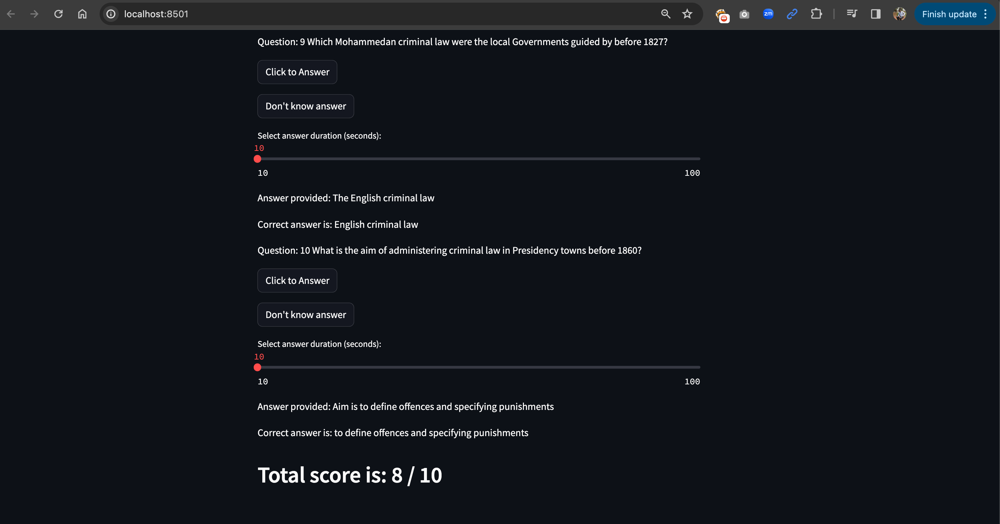 localhost:8501
zm
Finish update
Question: 9 Which Mohammedan criminal law were the local Governments guided by before 1827?
Click to Answer
Don't know answer
Select answer duration (seconds):
10
10 100
Answer provided: The English criminal law
Correct answer is: English criminal law
Question: 10 What is the aim of administering criminal law in Presidency towns before 1860?
Click to Answer
Don't know answer
Select answer duration (seconds):
10
10 100
Answer provided: Aim is to define offences and specifying punishments
Correct answer is: to define offences and specifying punishments
Total score is: 8 / 10